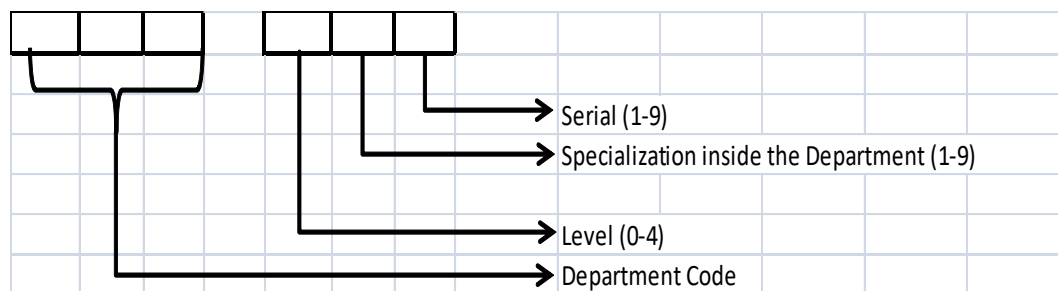 Serial (1-9)
Specialization inside the Department (1-9)
Level (0-4)
Department Code